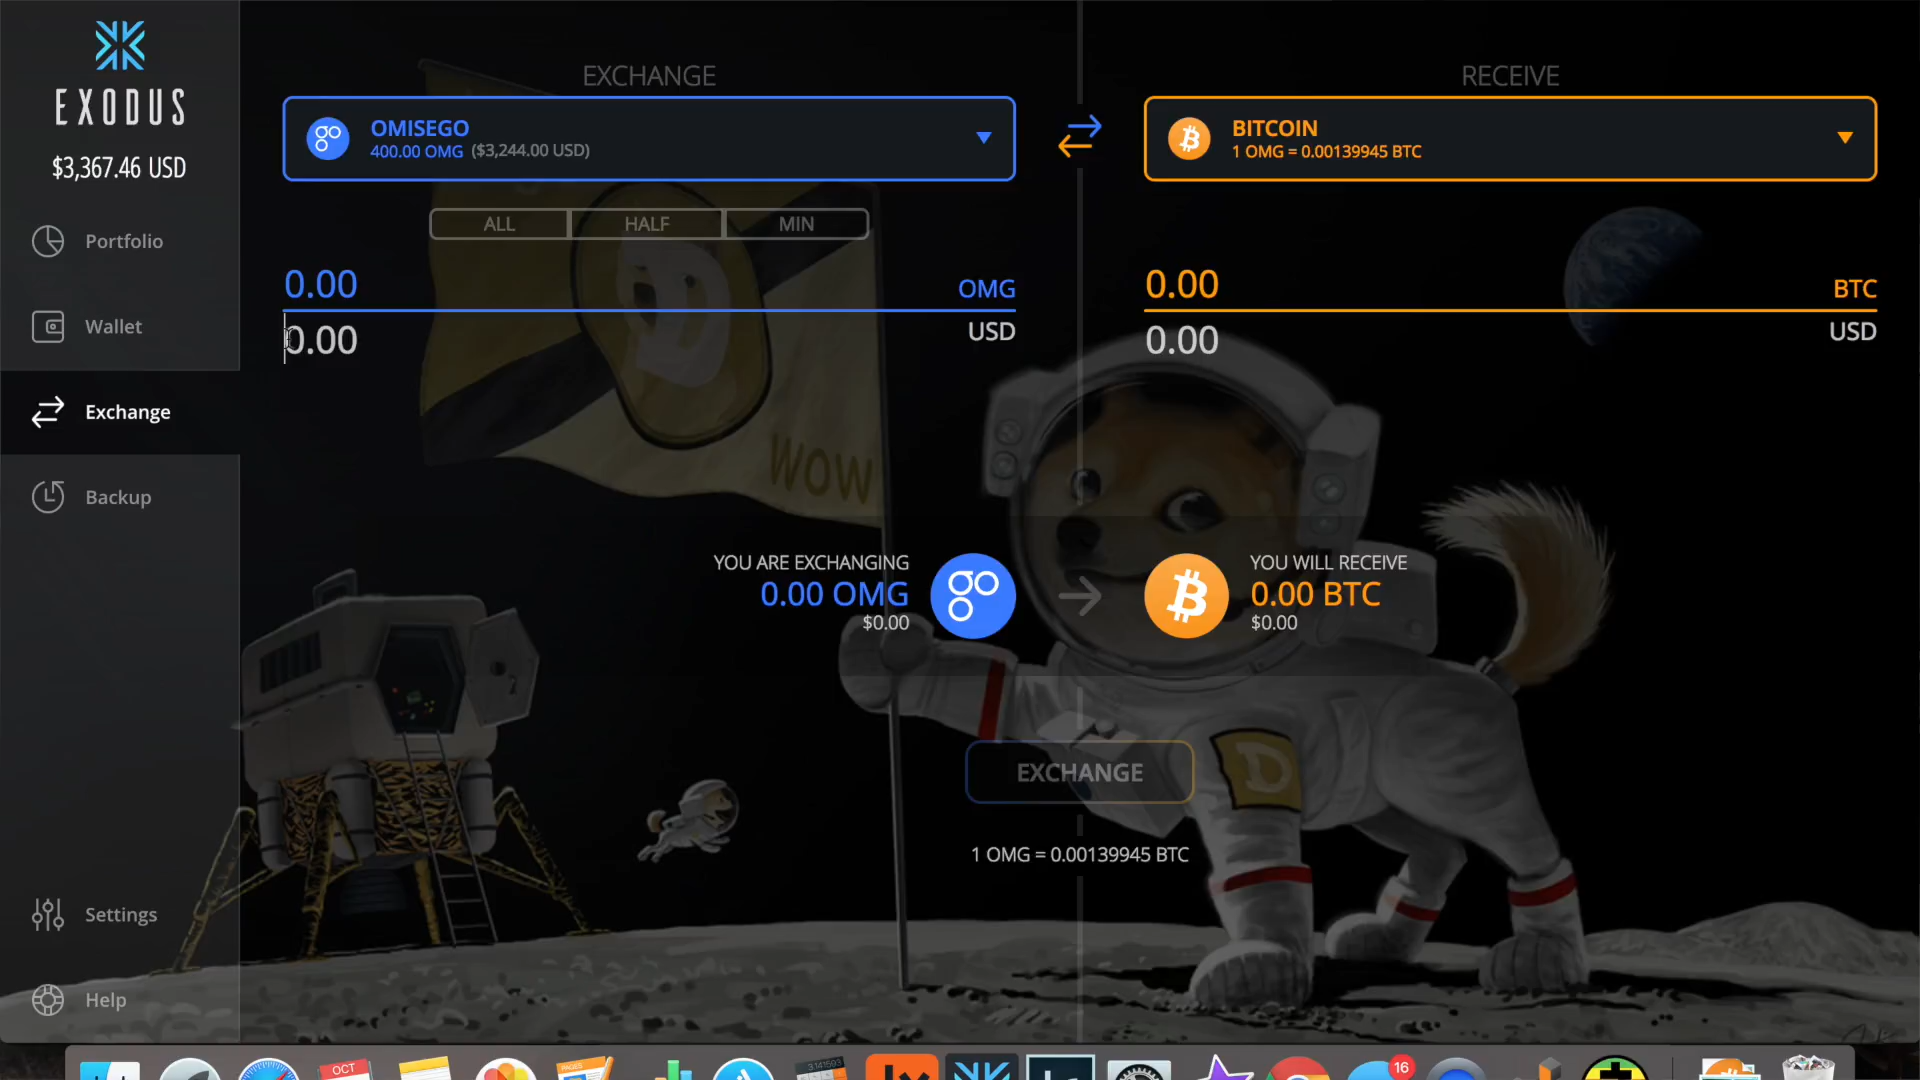 EXODUS
$3,367.46 USD
Portfolio
Wallet
Exchange
Backup
Settings
Help
EXCHANGE
OMISEGO
400.00 OMG ($3,244.00 USD)
ALL HALF MIN
0.00 OMG
0.00 USD
RECEIVE
BITCOIN
1 OMG = 0.00139945 BTC
0.00 BTC
0.00 USD
WOW
YOU ARE EXCHANGING
0.00 OMG
$0.00
YOU WILL RECEIVE
0.00 BTC
$0.00
EXCHANGE
1 OMG = 0.00139945 BTC
OCT
PAGES
3.141593
16